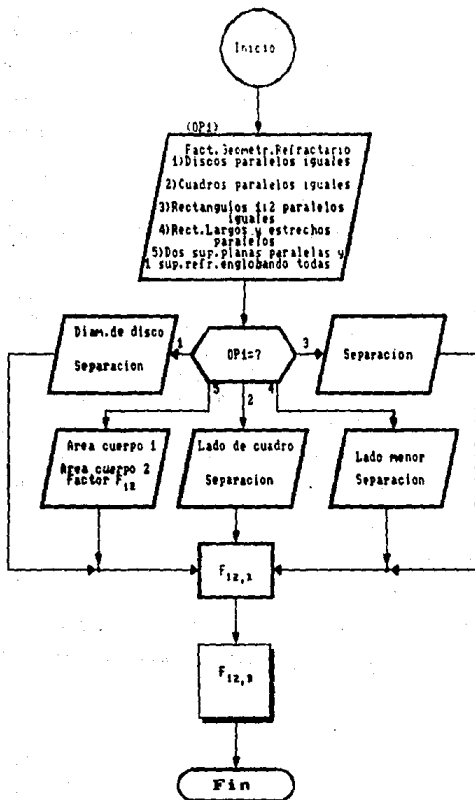 Inicio
(OP1)
Fact.Geometr.Refractario
1)Discos paralelos iguales
2)Cuadros paralelos iguales
3)Rectangulos 1:2 paralelos
iguales
4)Rect.Largos y estrechos
paralelos
5)Dos sup.planas paralelas y
1 sup.refr.englobando todas
Diam.de disco
Separacion
1
OP1=?
3
Separacion
5
2
4
Area cuerpo 1
Area cuerpo 2
Factor F12
Lado de cuadro
Separacion
Lado menor
Separacion
F12,1
F12,B
Fin